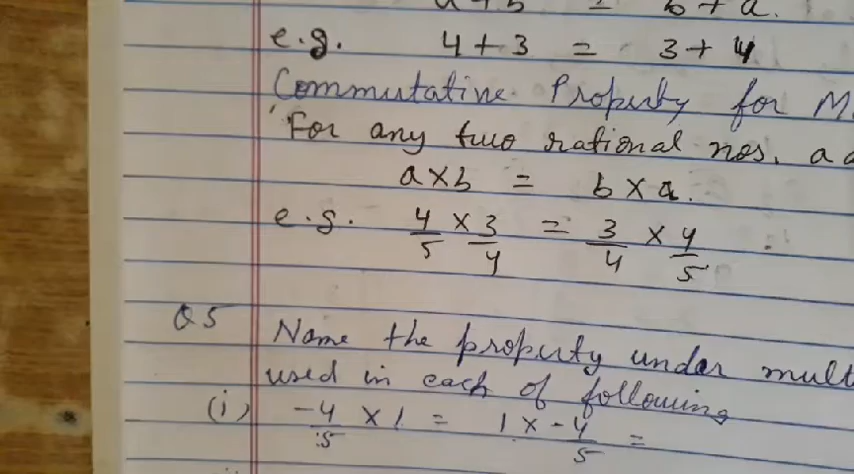 a + b = b + a.
e.g. 4 + 3 = 3 + 4
Commutative Property for M
For any two rational nos. a
a × b = b × a.
e.g. 4/5 × 3/4 = 3/4 × 4/5
Q5 Name the property under mult
used in each of following
(i) -4/5 × 1 = 1 × -4/5 =